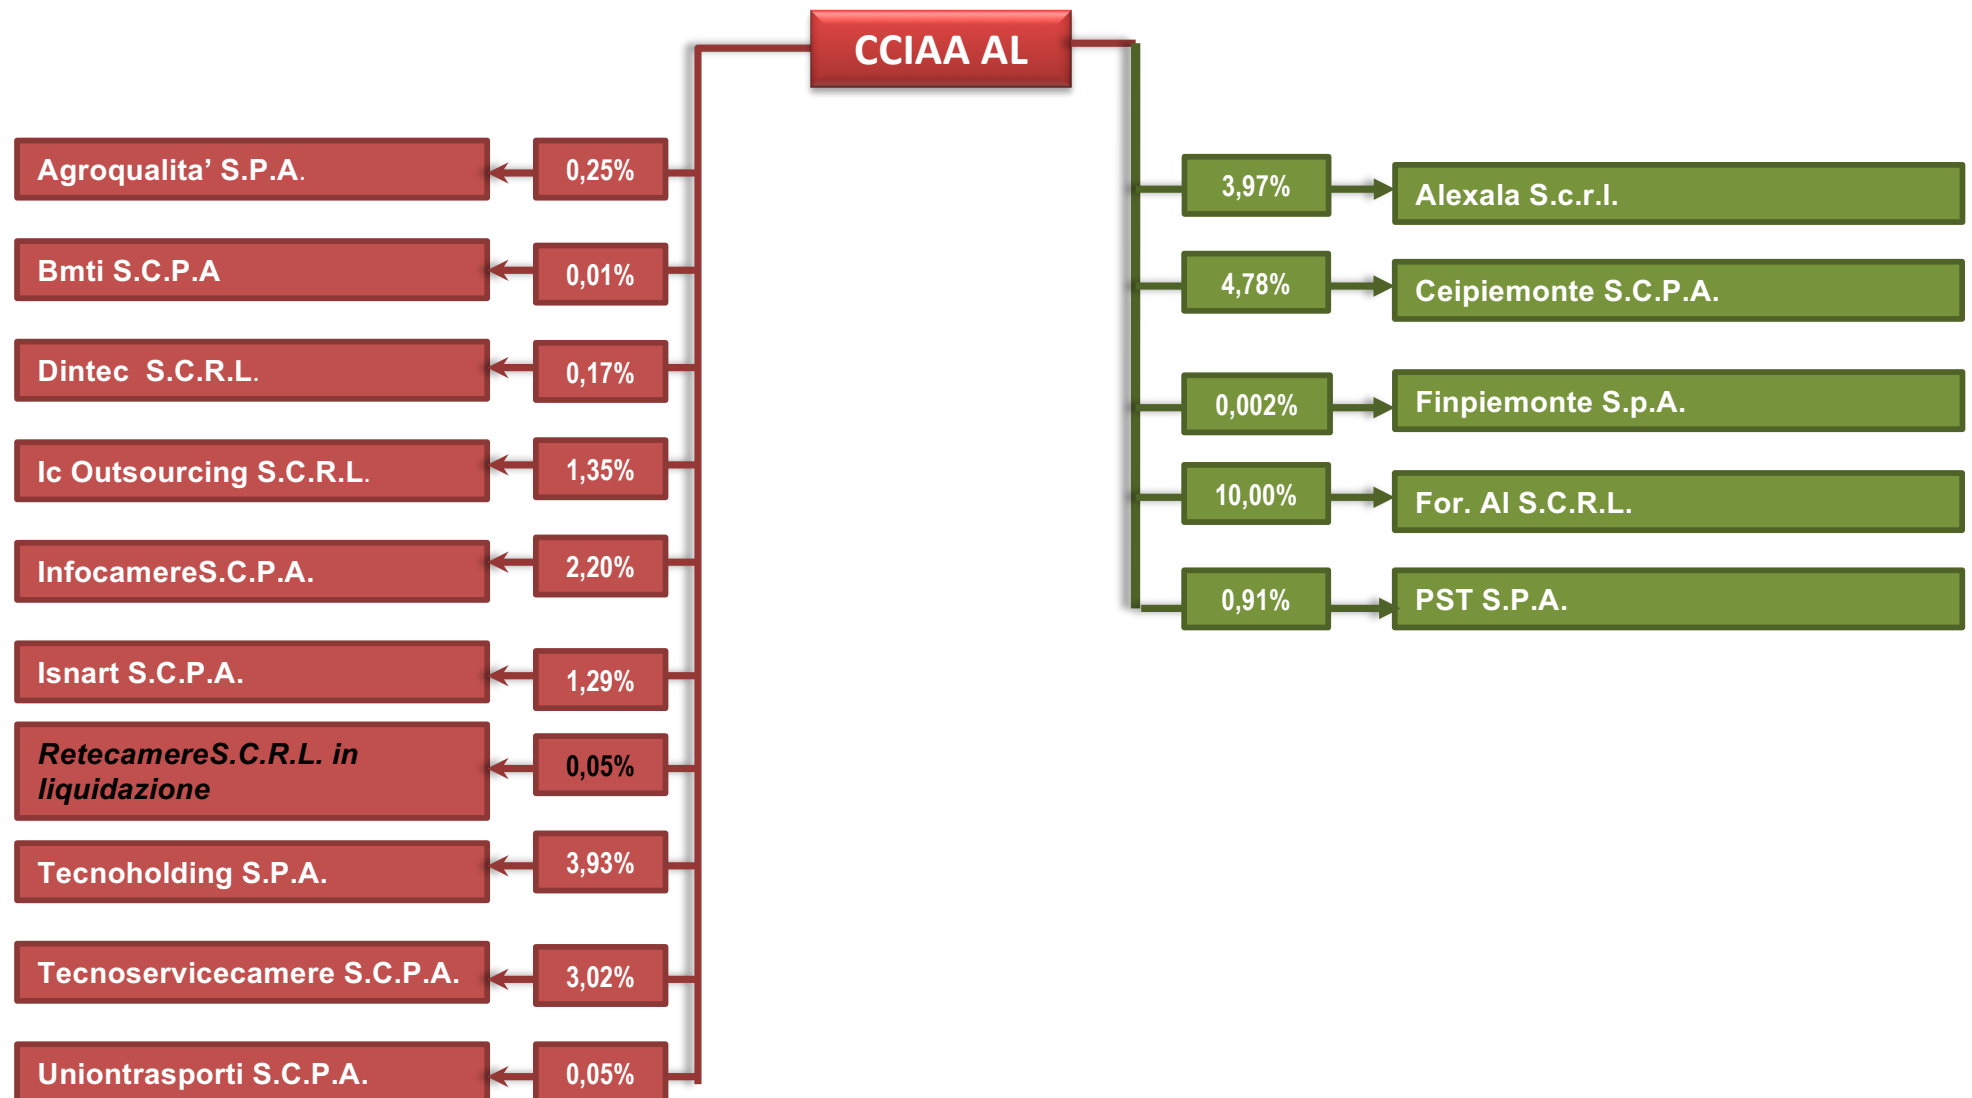 CCIAA AL
Agroqualita’ S.P.A.
0,25%
Bmti S.C.P.A
0,01%
Dintec  S.C.R.L.
0,17%
Ic Outsourcing S.C.R.L.
1,35%
InfocamereS.C.P.A.
2,20%
Isnart S.C.P.A.
1,29%
RetecamereS.C.R.L. in
liquidazione
0,05%
Tecnoholding S.P.A.
3,93%
Tecnoservicecamere S.C.P.A.
3,02%
Uniontrasporti S.C.P.A.
0,05%
3,97%
Alexala S.c.r.l.
4,78%
Ceipiemonte S.C.P.A.
0,002%
Finpiemonte S.p.A.
10,00%
For. Al S.C.R.L.
0,91%
PST S.P.A.